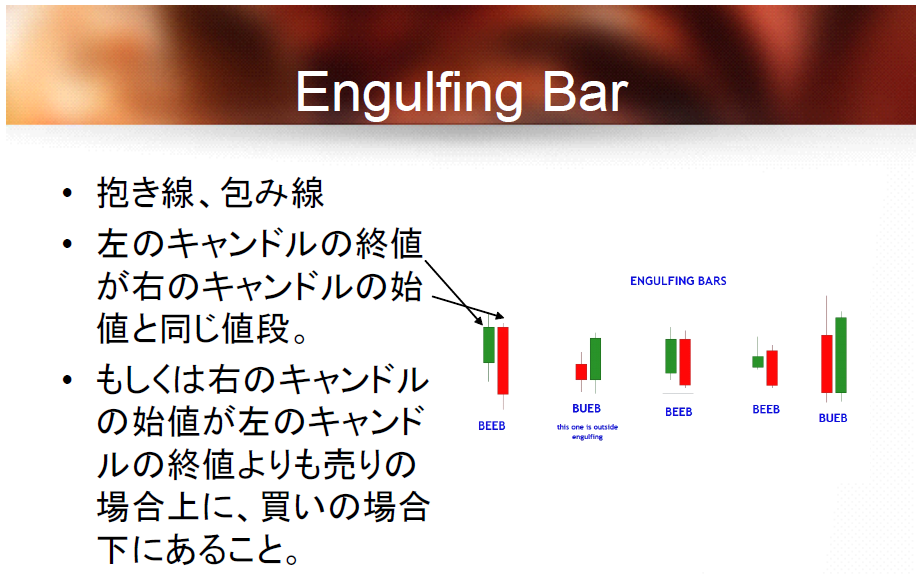 Engulfing Bar
• 抱き線、包み線
• 左のキャンドルの終値
が右のキャンドルの始
値と同じ値段。
• もしくは右のキャンドル
の始値が左のキャンド
ルの終値よりも売りの
場合上に、買いの場合
下にあること。
ENGULFING BARS
BEEB
BUEB
this one is outside
engulfing
BEEB
BEEB
BUEB